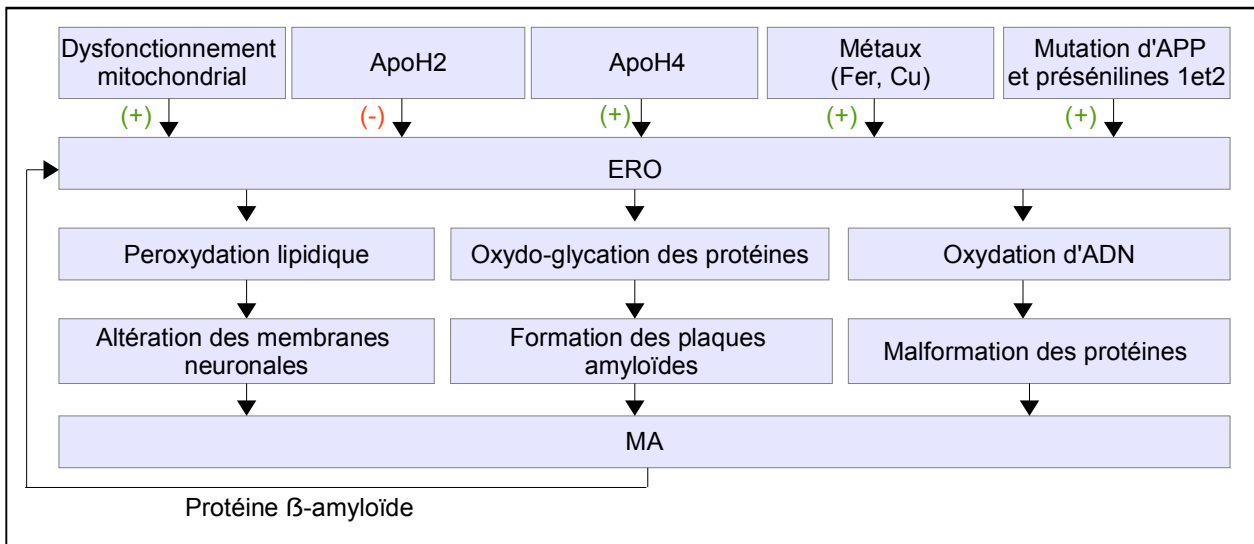 Dysfonctionnement
mitochondrial
ApoH2
ApoH4
Métaux
(Fer, Cu)
Mutation d'APP
et présénilines 1et2
(+)
(-)
(+)
(+)
(+)
ERO
Peroxydation lipidique
Oxydo-glycation des protéines
Oxydation d'ADN
Altération des membranes
neuronales
Formation des plaques
amyloïdes
Malformation des protéines
MA
Protéine ẞ-amyloïde